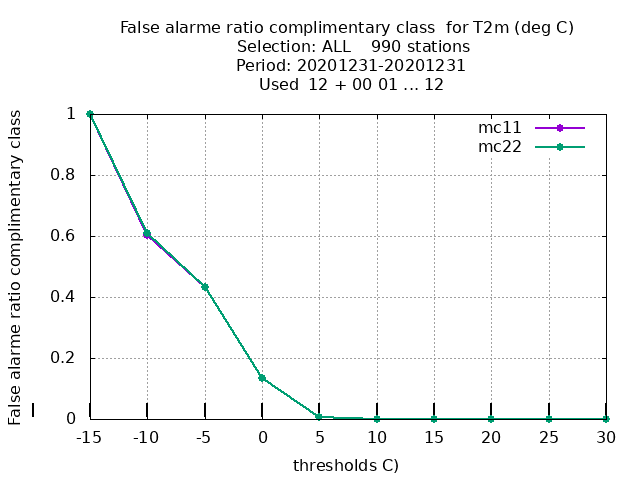 False alarme ratio complimentary class  for T2m (deg C)
Selection: ALL    990 stations
Period: 20201231-20201231
Used  12 + 00 01 ... 12
False alarme ratio complimentary class
mc11
mc22
1
0.8
0.6
0.4
0.2
0
-15 -10 -5 0 5 10 15 20 25 30
thresholds C)